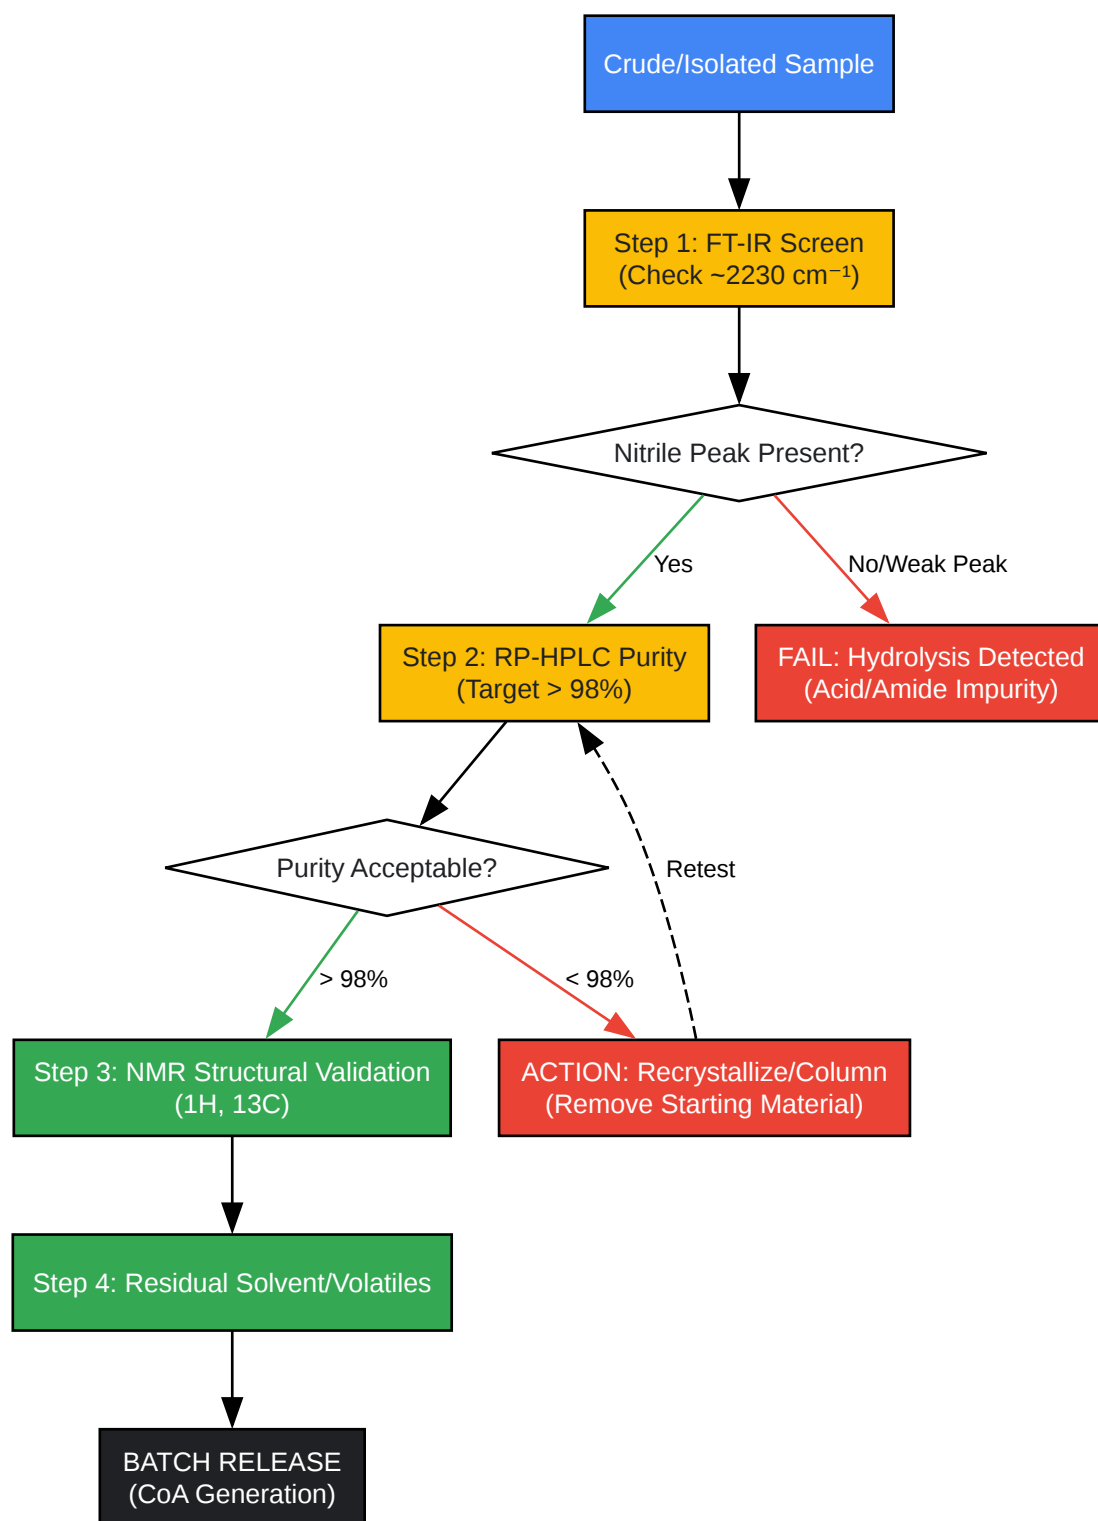 Crude/Isolated Sample
Step 1: FT-IR Screen
(Check ~2230 cm⁻¹)
Nitrile Peak Present?
Yes
No/Weak Peak
Step 2: RP-HPLC Purity
(Target > 98%)
FAIL: Hydrolysis Detected
(Acid/Amide Impurity)
Purity Acceptable?
Retest
> 98%
< 98%
Step 3: NMR Structural Validation
(1H, 13C)
ACTION: Recrystallize/Column
(Remove Starting Material)
Step 4: Residual Solvent/Volatiles
BATCH RELEASE
(CoA Generation)